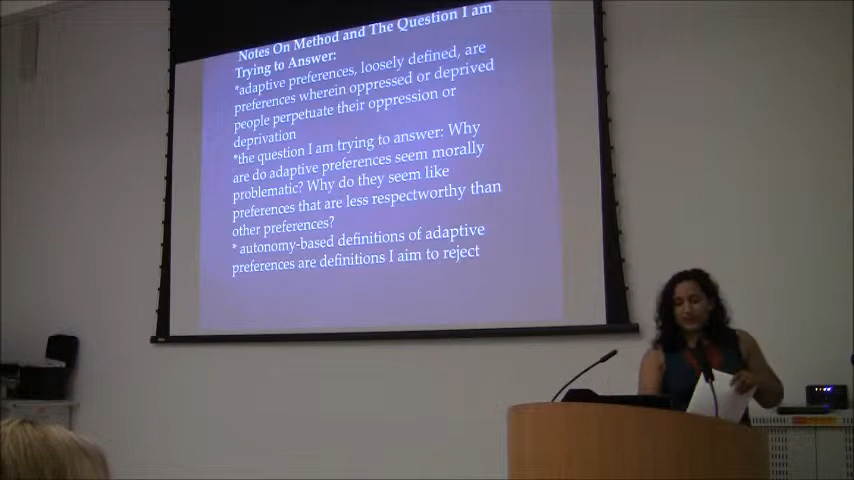 Notes On Method and The Question I am
Trying to Answer:
*adaptive preferences, loosely defined, are
preferences wherein oppressed or deprived
people perpetuate their oppression or
deprivation
*the question I am trying to answer: Why
are do adaptive preferences seem morally
problematic? Why do they seem like
preferences that are less respectworthy than
other preferences?
* autonomy-based definitions of adaptive
preferences are definitions I aim to reject